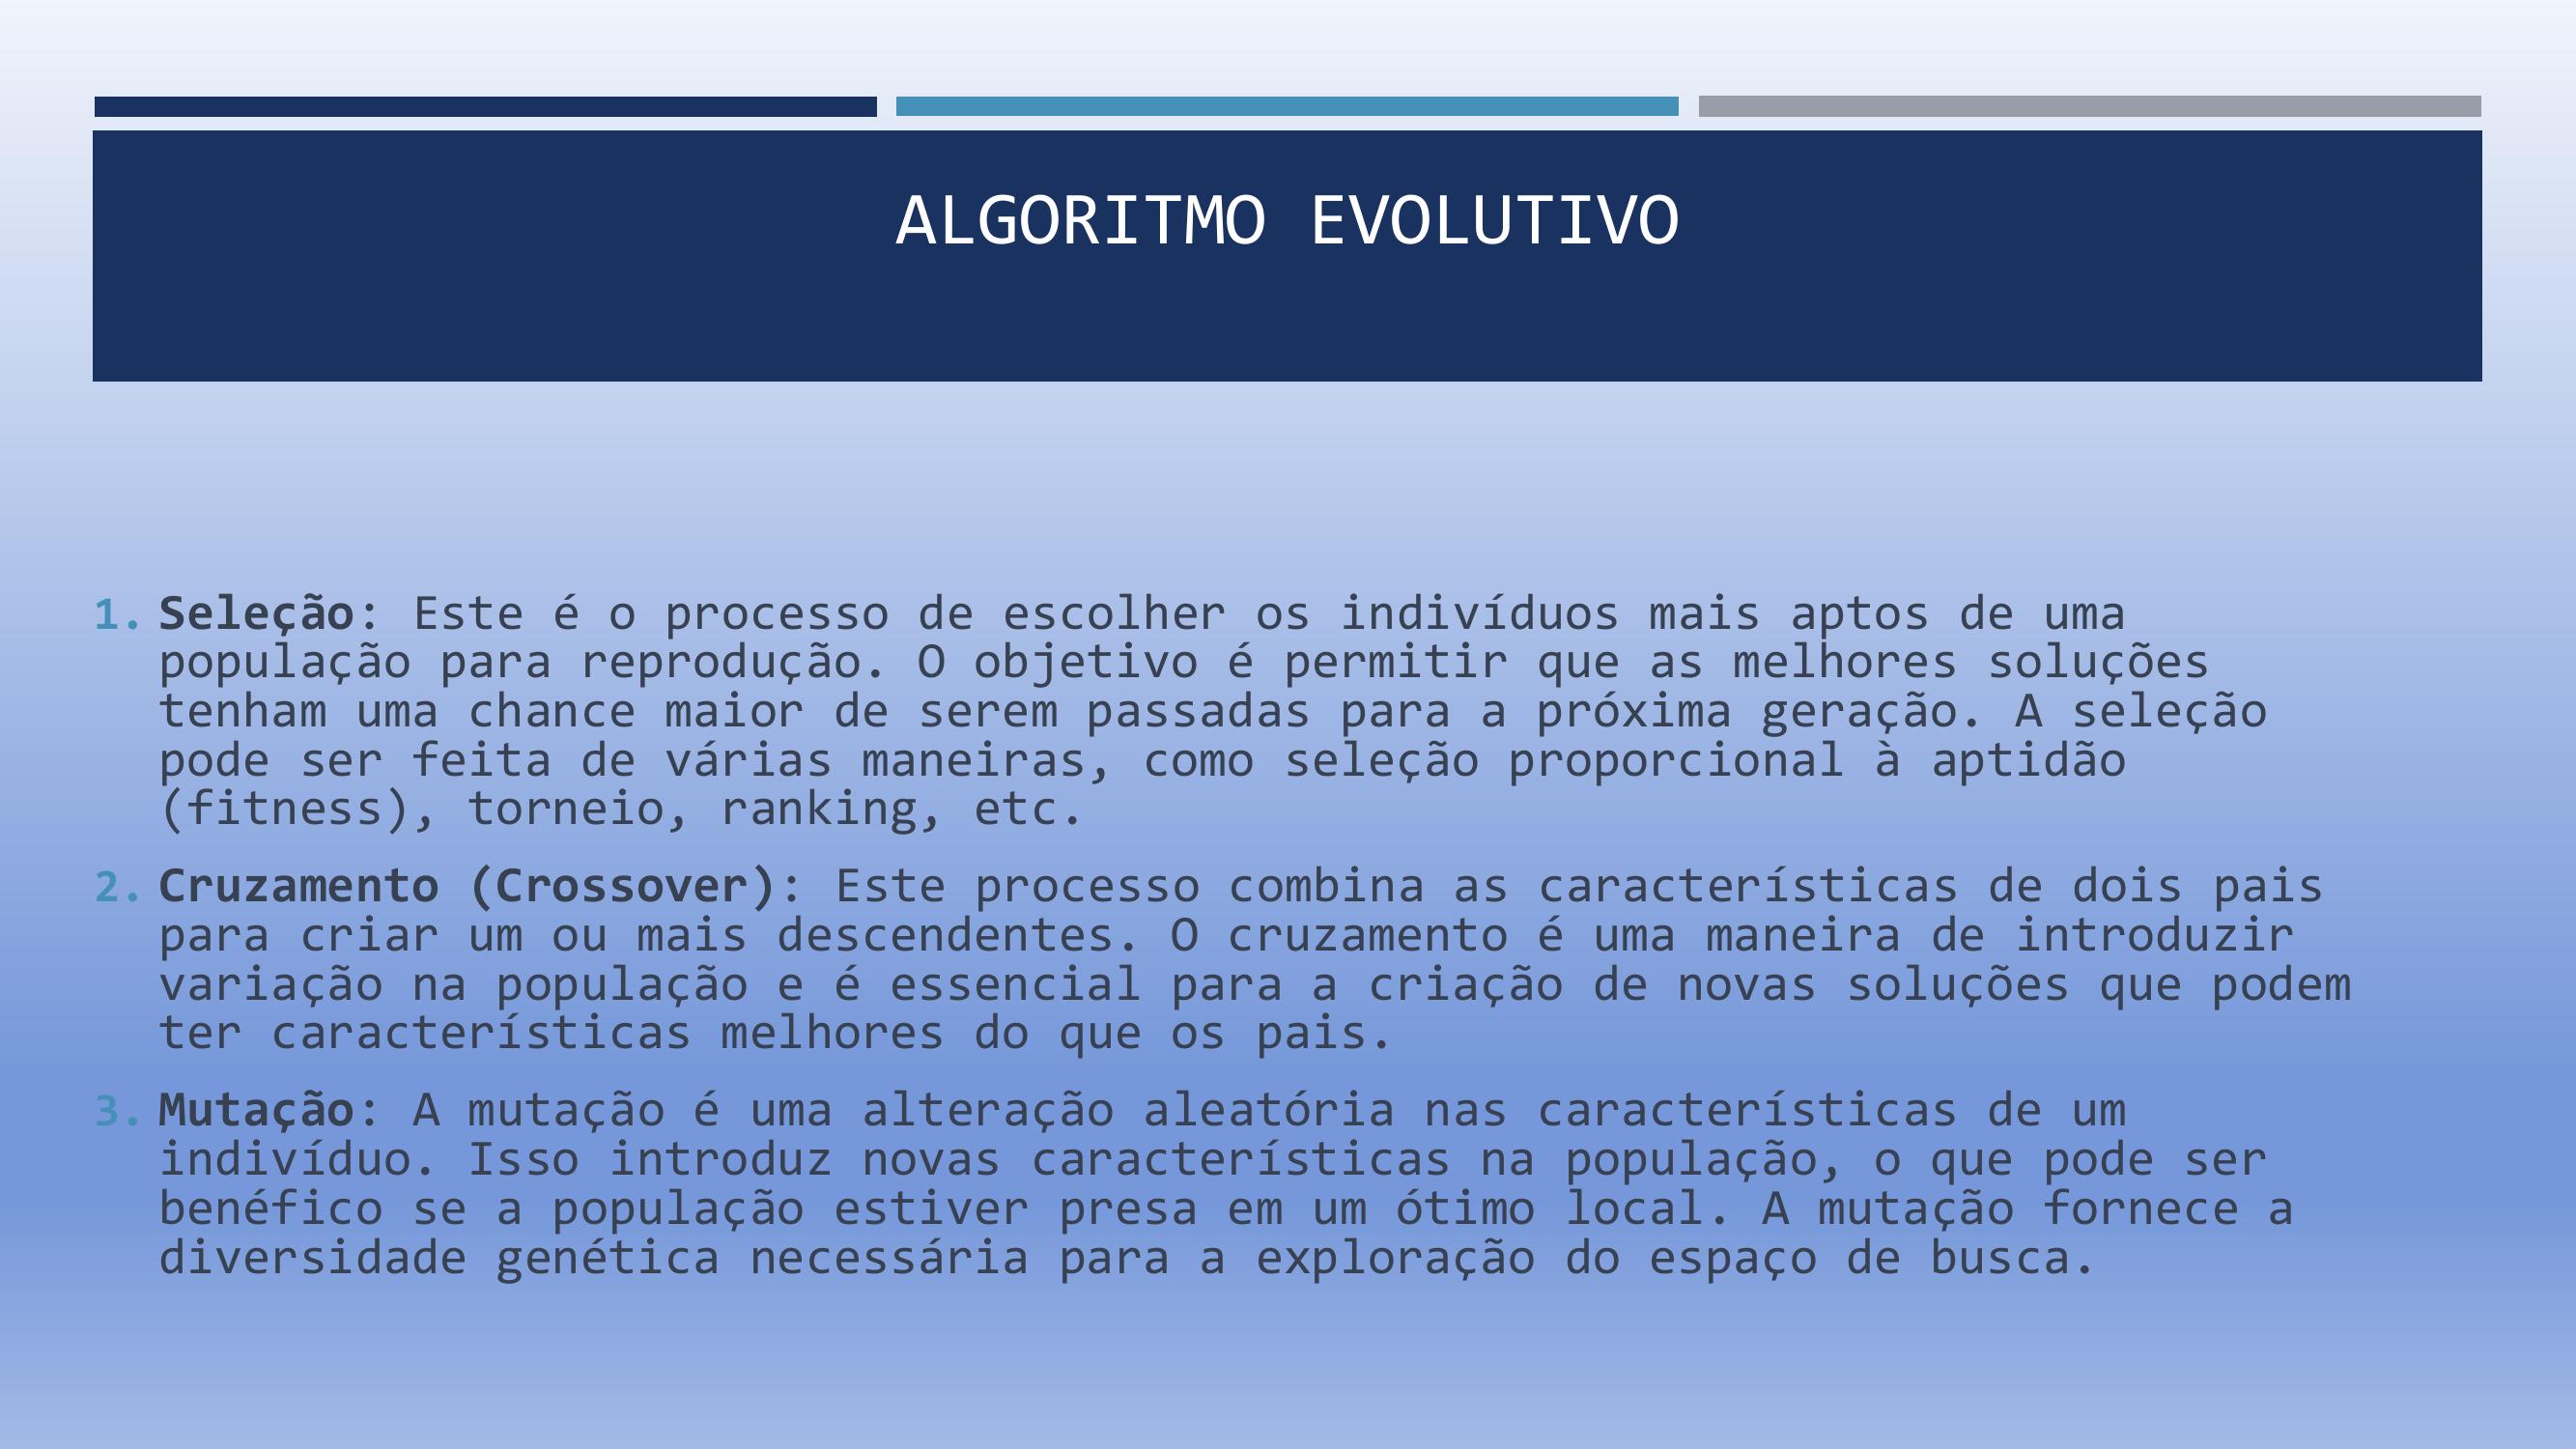 ALGORITMO EVOLUTIVO
1. Seleção: Este é o processo de escolher os indivíduos mais aptos de uma
população para reprodução. O objetivo é permitir que as melhores soluções
tenham uma chance maior de serem passadas para a próxima geração. A seleção
pode ser feita de várias maneiras, como seleção proporcional à aptidão
(fitness), torneio, ranking, etc.
2. Cruzamento (Crossover): Este processo combina as características de dois pais
para criar um ou mais descendentes. O cruzamento é uma maneira de introduzir
variação na população e é essencial para a criação de novas soluções que podem
ter características melhores do que os pais.
3. Mutação: A mutação é uma alteração aleatória nas características de um
indivíduo. Isso introduz novas características na população, o que pode ser
benéfico se a população estiver presa em um ótimo local. A mutação fornece a
diversidade genética necessária para a exploração do espaço de busca.